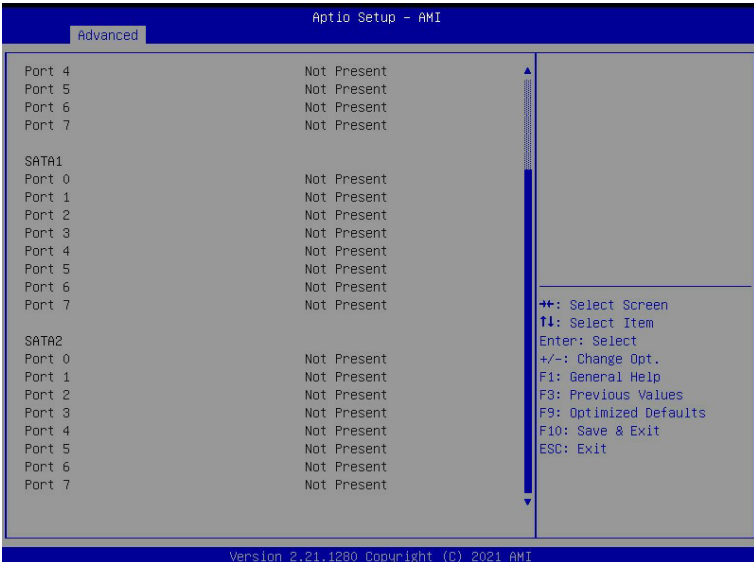 Aptio Setup – AMI
Advanced
Port 4 Not Present
Port 5 Not Present
Port 6 Not Present
Port 7 Not Present
SATA1
Port 0 Not Present
Port 1 Not Present
Port 2 Not Present
Port 3 Not Present
Port 4 Not Present
Port 5 Not Present
Port 6 Not Present
Port 7 Not Present
SATA2
Port 0 Not Present
Port 1 Not Present
Port 2 Not Present
Port 3 Not Present
Port 4 Not Present
Port 5 Not Present
Port 6 Not Present
Port 7 Not Present
→←: Select Screen
↑↓: Select Item
Enter: Select
+/-: Change Opt.
F1: General Help
F3: Previous Values
F9: Optimized Defaults
F10: Save & Exit
ESC: Exit
Version 2.21.1280 Copyright (C) 2021 AMI